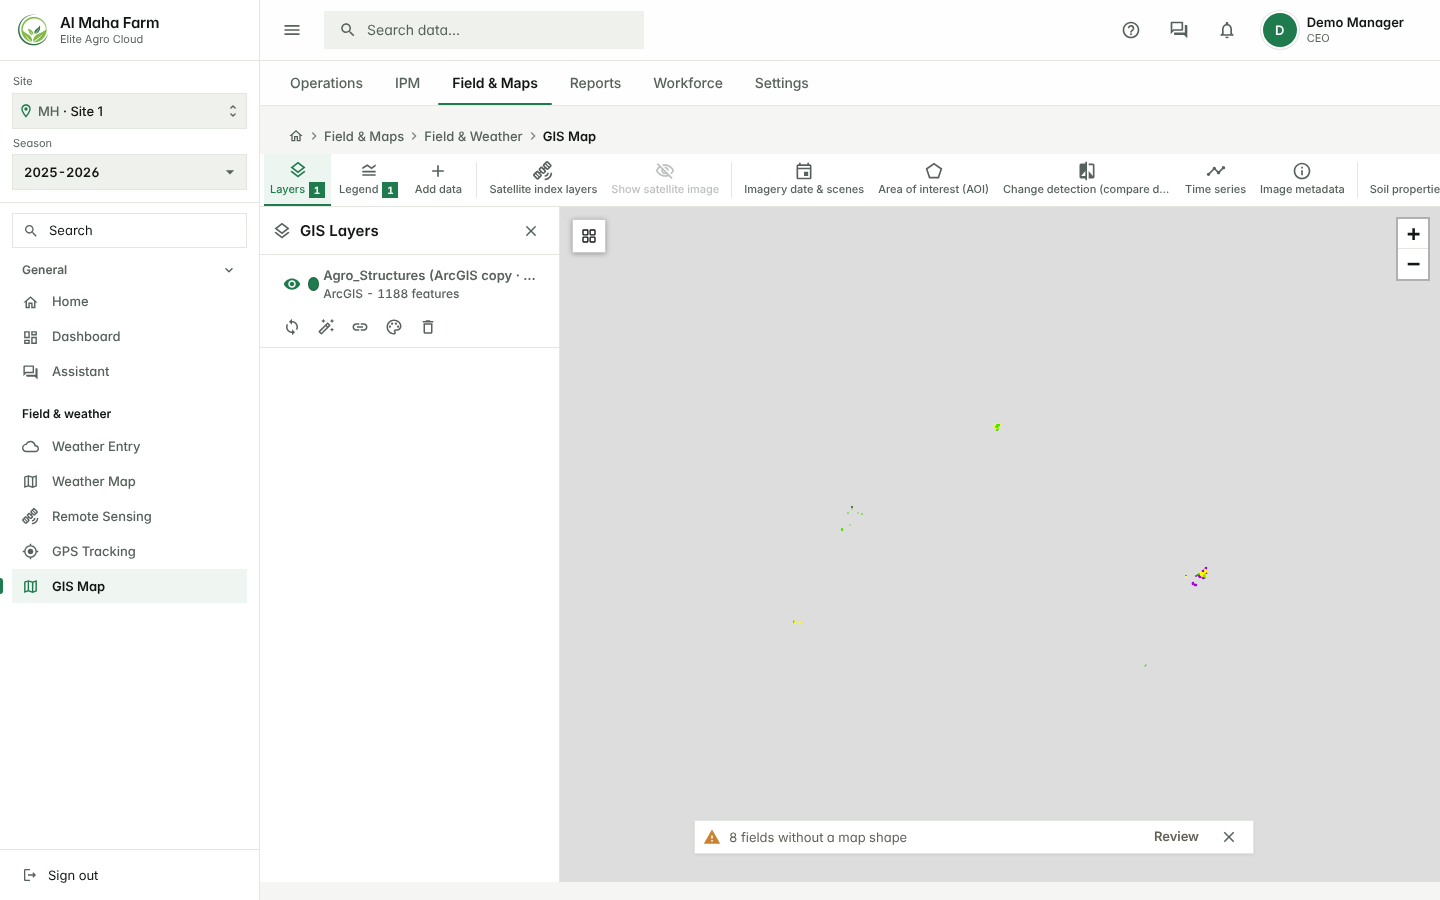 Al Maha Farm
Elite Agro Cloud
Search data...
D
Demo Manager
CEO
Site
MH · Site 1
Season
2025-2026
Operations
IPM
Field & Maps
Reports
Workforce
Settings
Field & Maps
Field & Weather
GIS Map
Layers 1
Legend 1
Add data
Satellite index layers
Show satellite image
Imagery date & scenes
Area of interest (AOI)
Change detection (compare d...
Time series
Image metadata
Soil propertie
Search
General
Home
Dashboard
Assistant
Field & weather
Weather Entry
Weather Map
Remote Sensing
GPS Tracking
GIS Map
Sign out
GIS Layers
Agro_Structures (ArcGIS copy · ...
ArcGIS - 1188 features
+
−
8 fields without a map shape
Review